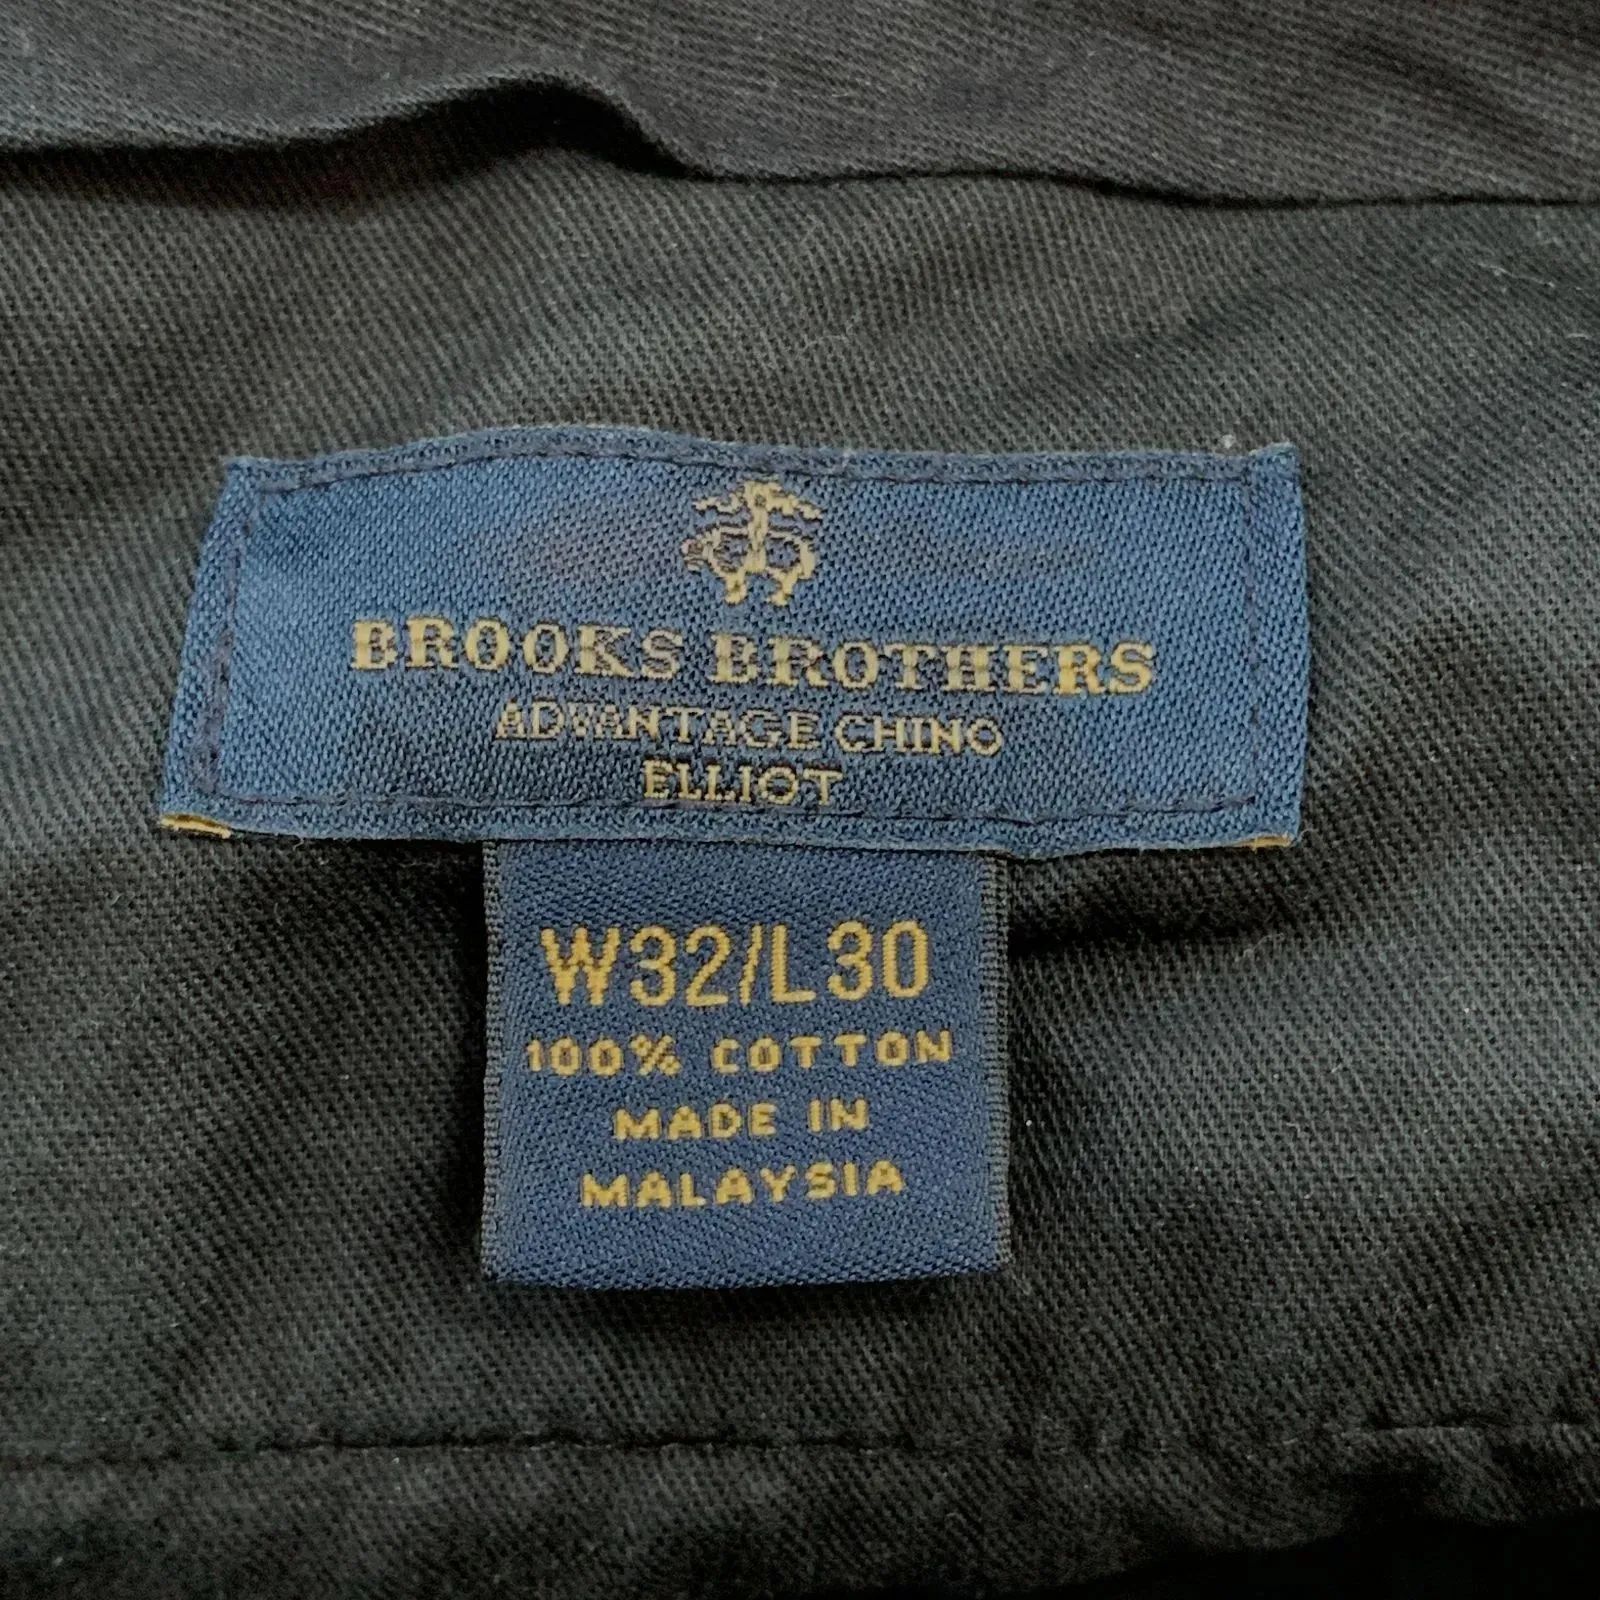 BROOKS BROTHERS
ADVANTAGE CHINO
ELLIOT
W32/L30
100% COTTON
MADE IN
MALAYSIA